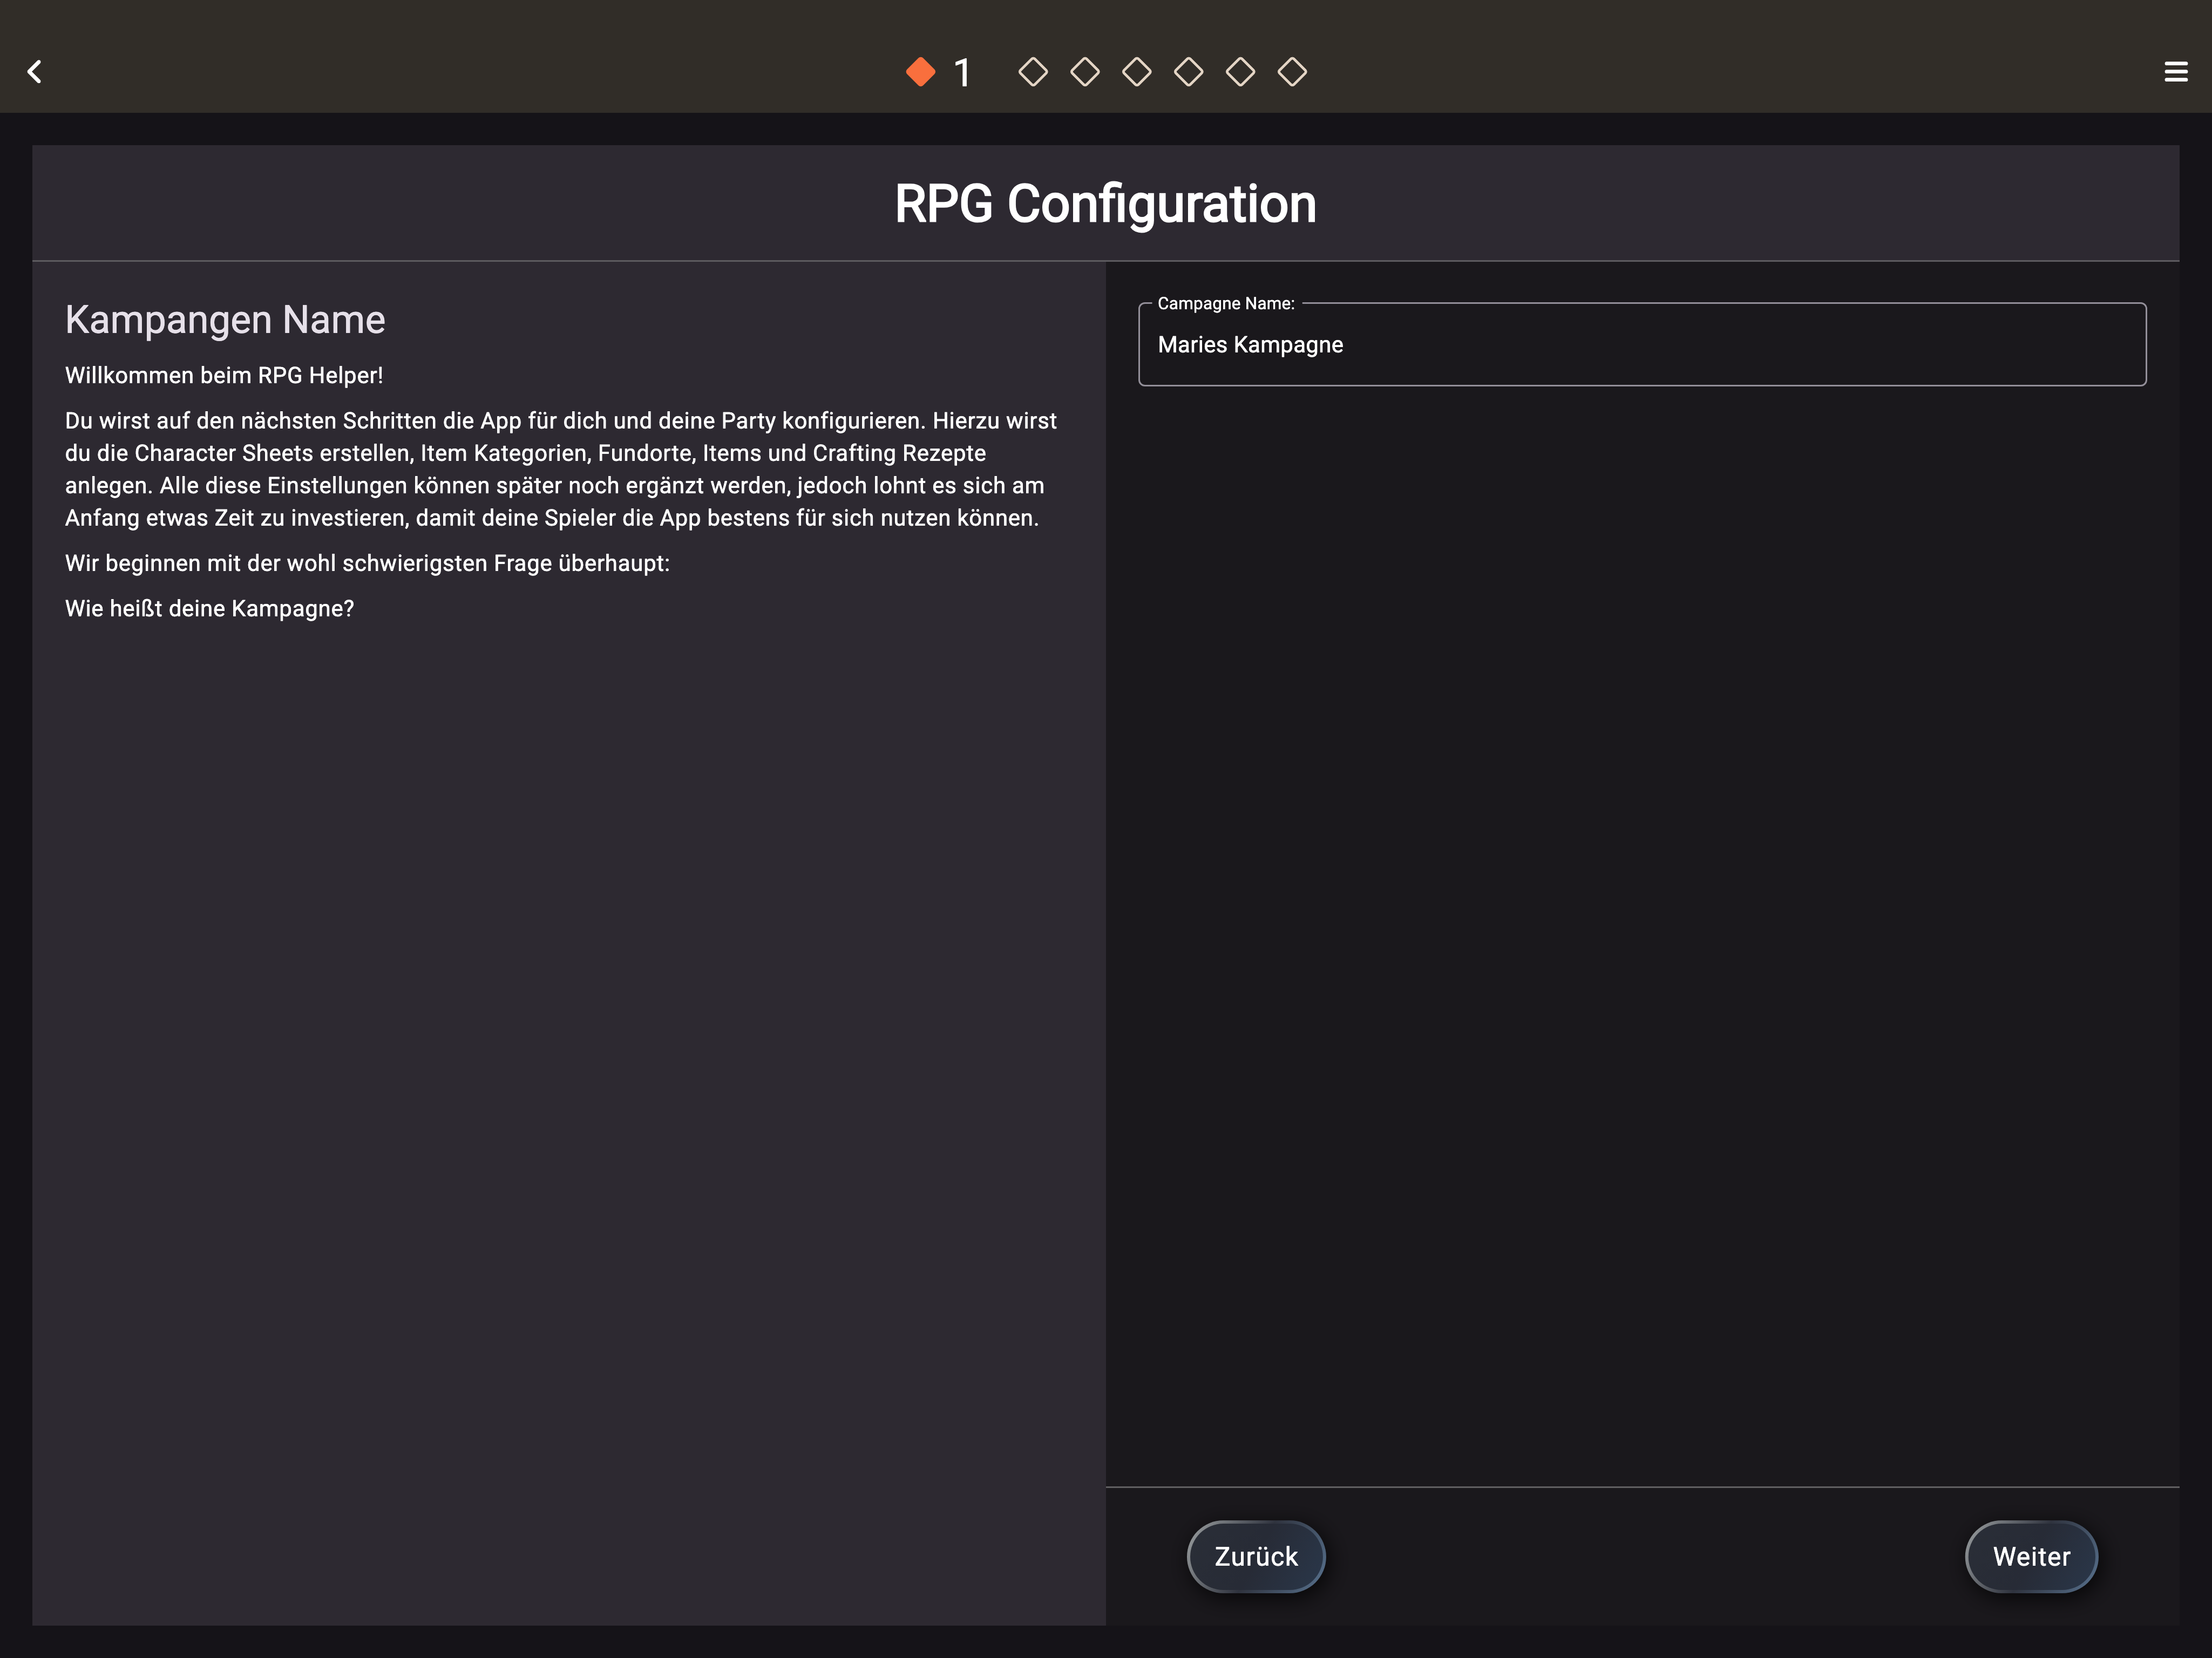 1
RPG Configuration
Kampangen Name
Willkommen beim RPG Helper!
Du wirst auf den nächsten Schritten die App für dich und deine Party konfigurieren. Hierzu wirst
du die Character Sheets erstellen, Item Kategorien, Fundorte, Items und Crafting Rezepte
anlegen. Alle diese Einstellungen können später noch ergänzt werden, jedoch lohnt es sich am
Anfang etwas Zeit zu investieren, damit deine Spieler die App bestens für sich nutzen können.
Wir beginnen mit der wohl schwierigsten Frage überhaupt:
Wie heißt deine Kampagne?
Campagne Name:
Maries Kampagne
Zurück
Weiter